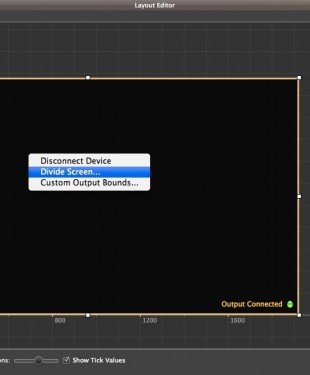 Layout Editor
Disconnect Device
Divide Screen...
Custom Output Bounds...
Output Connected
800
1200
1600
ons:
Show Tick Values